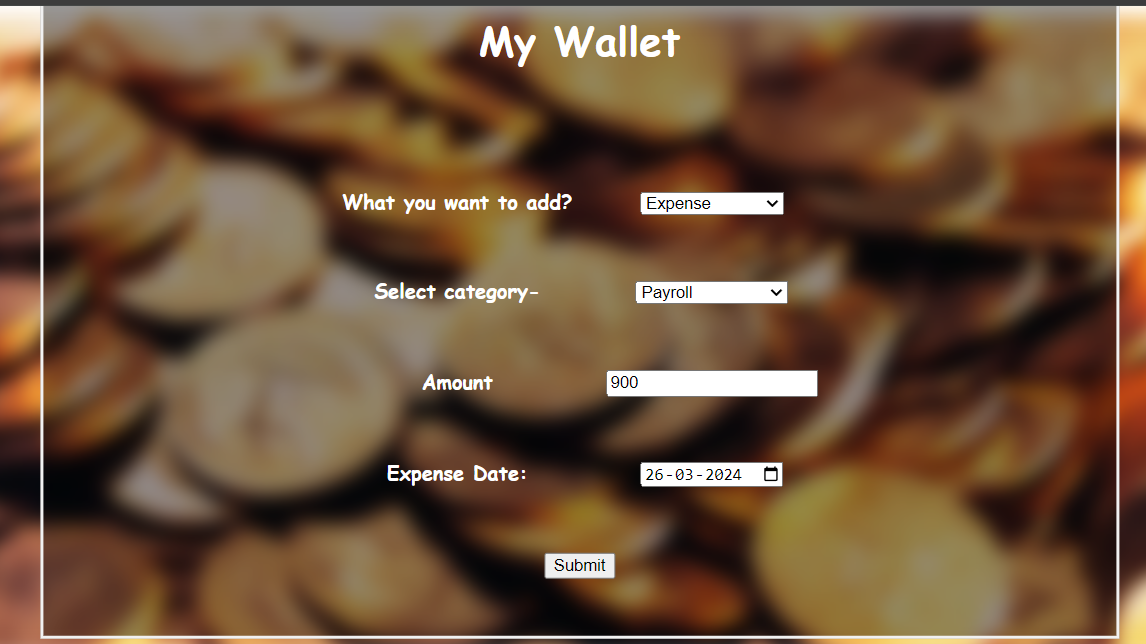 My Wallet
What you want to add? Expense
Select category- Payroll
Amount 900
Expense Date: 26-03-2024
Submit